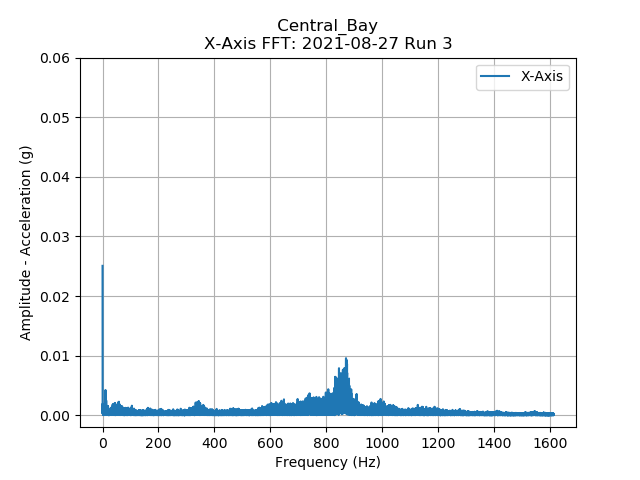 Central_Bay
X-Axis FFT: 2021-08-27 Run 3
X-Axis
0.06
0.05
0.04
0.03
0.02
0.01
0.00
Amplitude - Acceleration (g)
0 200 400 600 800 1000 1200 1400 1600
Frequency (Hz)